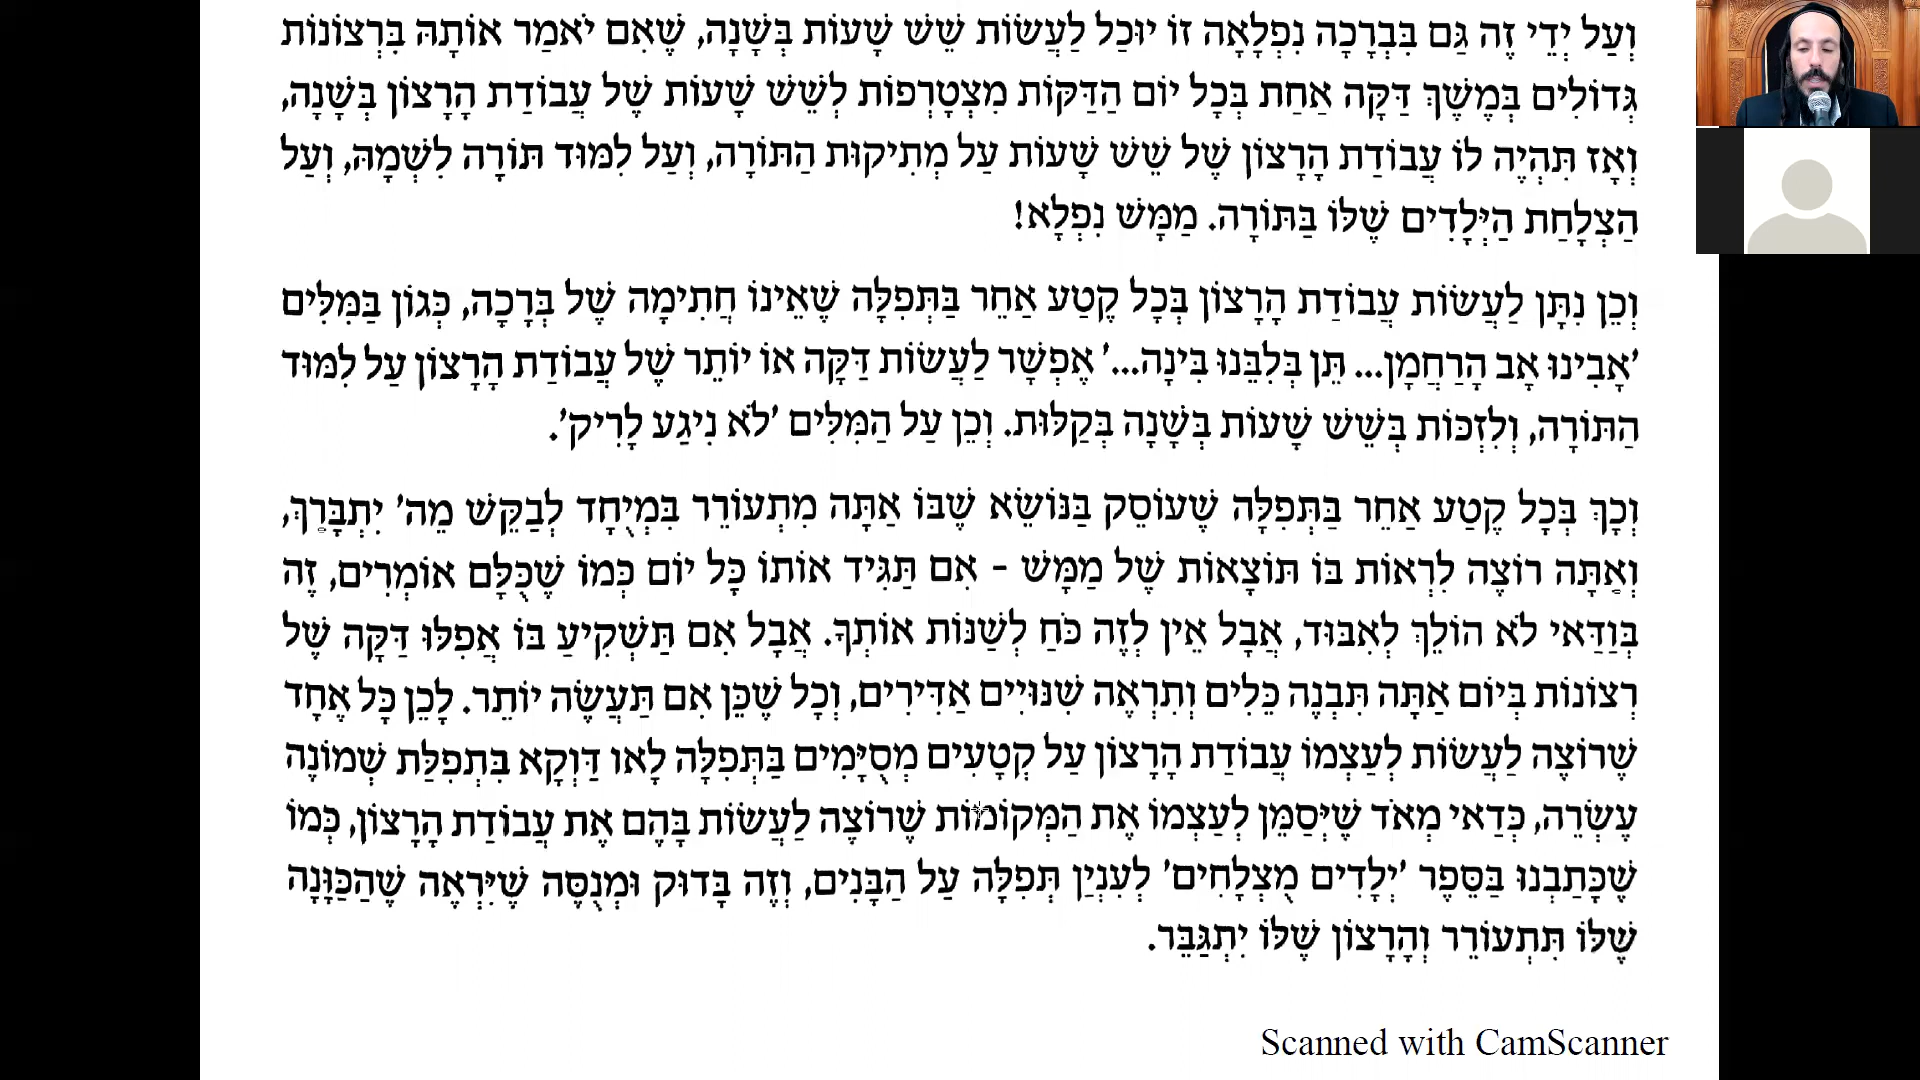 וְעַל יְדֵי זֶה גַּם בִּבְרָכָה נִפְלָאָה זוֹ יוּכַל לַעֲשׂוֹת שֵׁשׁ שָׁעוֹת בְּשָׁנָה, שֶׁאִם יֹאמַר אוֹתָהּ בִּרְצוֹנוֹת
גְּדוֹלִים בְּמֶשֶׁךְ דַּקָּה אַחַת בְּכָל יוֹם הַדַּקּוֹת מִצְטָרְפוֹת לְשֵׁשׁ שָׁעוֹת שֶׁל עֲבוֹדַת הָרָצוֹן בְּשָׁנָה,
וְאָז תִּהְיֶה לוֹ עֲבוֹדַת הָרָצוֹן שֶׁל שֵׁשׁ שָׁעוֹת עַל מְתִיקוּת הַתּוֹרָה, וְעַל לִמּוּד תּוֹרָה לִשְׁמָהּ, וְעַל
הַצְלָחַת הַיְּלָדִים שֶׁלּוֹ בַּתּוֹרָה. מַמָּשׁ נִפְלָא!
וְכֵן נִתָּן לַעֲשׂוֹת עֲבוֹדַת הָרָצוֹן בְּכָל קֶטַע אַחֵר בַּתְּפִלָּה שֶׁאֵינוֹ חֲתִימָה שֶׁל בְּרָכָה, כְּגוֹן בַּמִּלִּים
'אָבִינוּ אָב הָרַחֲמָן... תֵּן בְּלִבֵּנוּ בִּינָה...' אֶפְשָׁר לַעֲשׂוֹת דַּקָּה אוֹ יוֹתֵר שֶׁל עֲבוֹדַת הָרָצוֹן עַל לִמּוּד
הַתּוֹרָה, וְלִזְכּוֹת בְּשֵׁשׁ שָׁעוֹת בְּשָׁנָה בְּקַלּוּת. וְכֵן עַל הַמִּלִּים 'לֹא נִיגַע לָרִיק'.
וְכָךְ בְּכָל קֶטַע אַחֵר בַּתְּפִלָּה שֶׁעוֹסֵק בַּנּוֹשֵׂא שֶׁבּוֹ אַתָּה מִתְעוֹרֵר בִּמְיֻחָד לְבַקֵּשׁ מֵה' יִתְבָּרֵךְ,
וְאַתָּה רוֹצֶה לִרְאוֹת בּוֹ תּוֹצָאוֹת שֶׁל מַמָּשׁ - אִם תַּגִּיד אוֹתוֹ כָּל יוֹם כְּמוֹ שֶׁכֻּלָּם אוֹמְרִים, זֶה
בְּוַדַּאי לֹא הוֹלֵךְ לְאִבּוּד, אֲבָל אֵין לָזֶה כֹּחַ לְשַׁנּוֹת אוֹתְךָ. אֲבָל אִם תַּשְׁקִיעַ בּוֹ אֲפִלּוּ דַּקָּה שֶׁל
רְצוֹנוֹת בְּיוֹם אַתָּה תִּבְנֶה כֵּלִים וְתִרְאֶה שִׁנּוּיִים אַדִּירִים, וְכָל שֶׁכֵּן אִם תַּעֲשֶׂה יוֹתֵר. לָכֵן כָּל אֶחָד
שֶׁרוֹצֶה לַעֲשׂוֹת לְעַצְמוֹ עֲבוֹדַת הָרָצוֹן עַל קְטָעִים מְסֻיָּמִים בַּתְּפִלָּה לָאו דַּוְקָא בִּתְפִלַּת שְׁמוֹנֶה
עֶשְׂרֵה, כְּדַאי מְאֹד שֶׁיְּסַמֵּן לְעַצְמוֹ אֶת הַמְּקוֹמוֹת שֶׁרוֹצֶה לַעֲשׂוֹת בָּהֶם אֶת עֲבוֹדַת הָרָצוֹן, כְּמוֹ
שֶׁכָּתַבְנוּ בַּסֵּפֶר 'יְלָדִים מֻצְלָחִים' לְעִנְיַן תְּפִלָּה עַל הַבָּנִים, וְזֶה בָּדוּק וּמְנֻסֶּה שֶׁיִּרְאֶה שֶׁהַכַּוָּנָה
שֶׁלּוֹ תִּתְעוֹרֵר וְהָרָצוֹן שֶׁלּוֹ יִתְגַּבֵּר.
Scanned with CamScanner